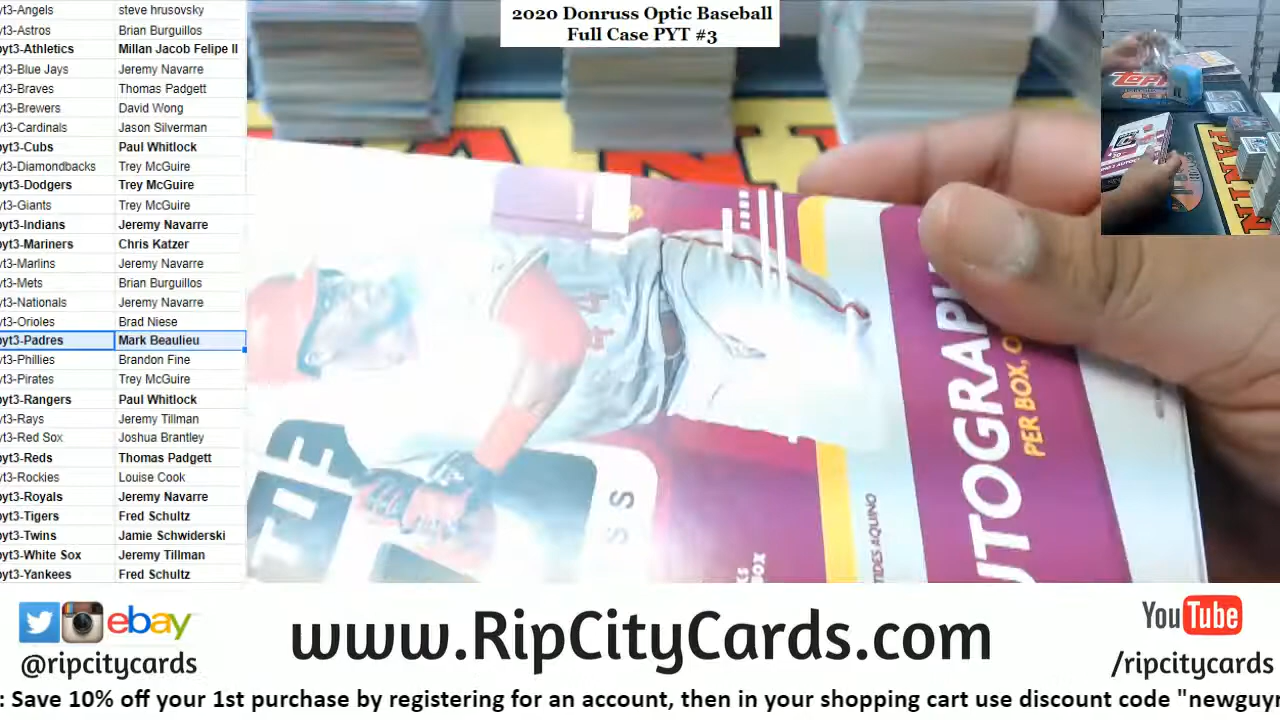 2020 Donruss Optic Baseball
Full Case PYT #3
pyt3-Angels steve hrusovsky
pyt3-Astros Brian Burguillos
pyt3-Athletics Millan Jacob Felipe II
pyt3-Blue Jays Jeremy Navarre
pyt3-Braves Thomas Padgett
pyt3-Brewers David Wong
pyt3-Cardinals Jason Silverman
pyt3-Cubs Paul Whitlock
pyt3-Diamondbacks Trey McGuire
pyt3-Dodgers Trey McGuire
pyt3-Giants Trey McGuire
pyt3-Indians Jeremy Navarre
pyt3-Mariners Chris Katzer
pyt3-Marlins Jeremy Navarre
pyt3-Mets Brian Burguillos
pyt3-Nationals Jeremy Navarre
pyt3-Orioles Brad Niese
pyt3-Padres Mark Beaulieu
pyt3-Phillies Brandon Fine
pyt3-Pirates Trey McGuire
pyt3-Rangers Paul Whitlock
pyt3-Rays Jeremy Tillman
pyt3-Red Sox Joshua Brantley
pyt3-Reds Thomas Padgett
pyt3-Rockies Louise Cook
pyt3-Royals Jeremy Navarre
pyt3-Tigers Fred Schultz
pyt3-Twins Jamie Schwiderski
pyt3-White Sox Jeremy Tillman
pyt3-Yankees Fred Schultz
UTOGRAPH
PER BOX, O
TIDES AQUINO
ebay
@ripcitycards
www.RipCityCards.com
YouTube
/ripcitycards
: Save 10% off your 1st purchase by registering for an account, then in your shopping cart use discount code "newguy